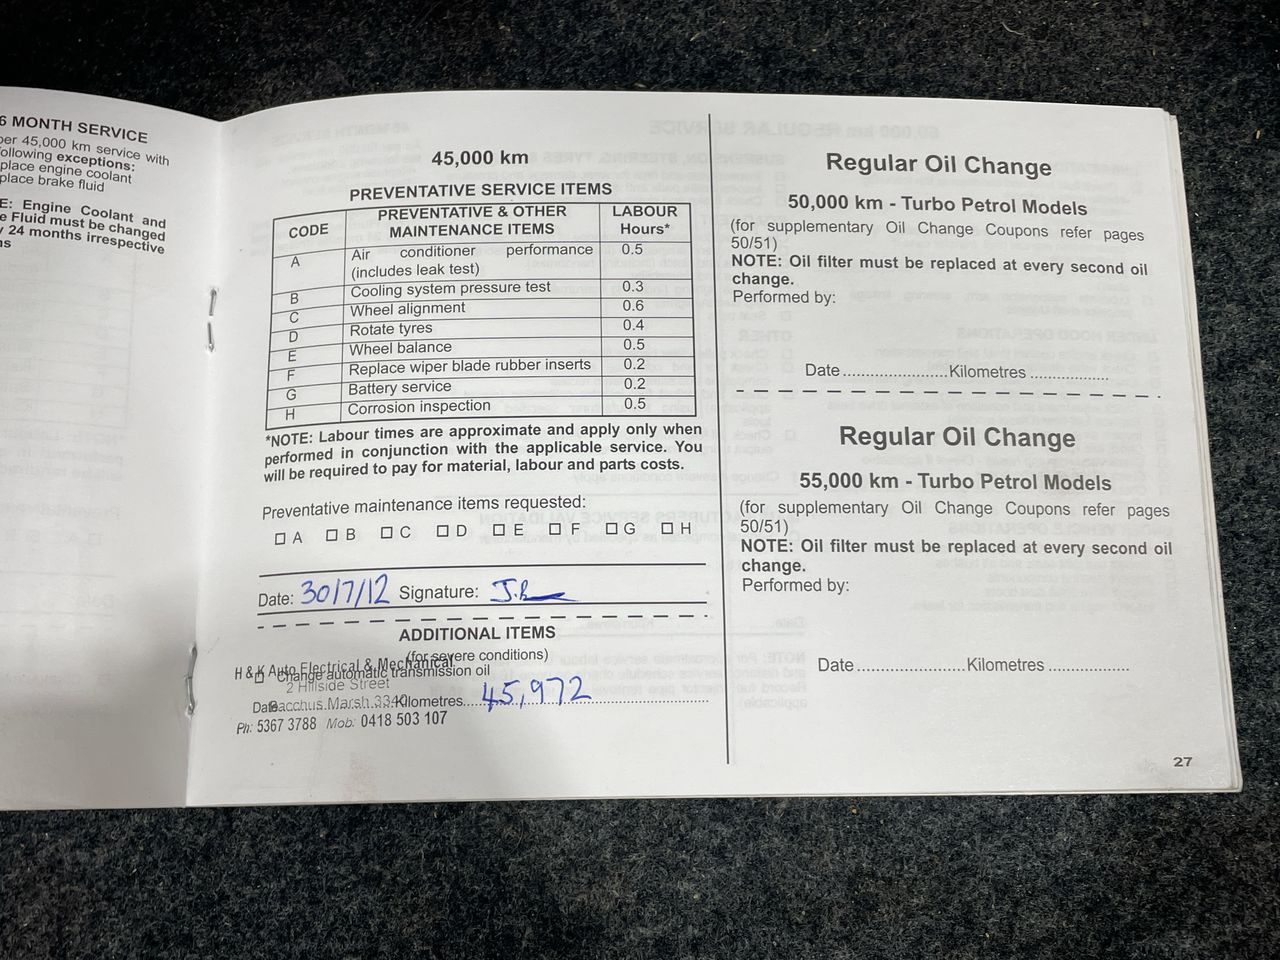 6 MONTH SERVICE
per 45,000 km service with
ollowing exceptions:
place engine coolant
place brake fluid
E: Engine Coolant and
e Fluid must be changed
y 24 months irrespective
ns
45,000 km
PREVENTATIVE SERVICE ITEMS
CODE PREVENTATIVE & OTHER MAINTENANCE ITEMS LABOUR Hours*
A Air conditioner performance (includes leak test) 0.5
B Cooling system pressure test 0.3
C Wheel alignment 0.6
D Rotate tyres 0.4
E Wheel balance 0.5
F Replace wiper blade rubber inserts 0.2
G Battery service 0.2
H Corrosion inspection 0.5
*NOTE: Labour times are approximate and apply only when
performed in conjunction with the applicable service. You
will be required to pay for material, labour and parts costs.
Preventative maintenance items requested:
☐ A ☐ B ☐ C ☐ D ☐ E ☐ F ☐ G ☐ H
Date: 30/7/12 Signature:
ADDITIONAL ITEMS
(for severe conditions)
H & K Auto Electrical & Mechanical
☐ Change automatic transmission oil
2 Hillside Street
Date Kilometres 45,972
Bacchus Marsh 3340
Ph: 5367 3788 Mob: 0418 503 107
Regular Oil Change
50,000 km - Turbo Petrol Models
(for supplementary Oil Change Coupons refer pages
50/51)
NOTE: Oil filter must be replaced at every second oil
change.
Performed by:
Date ...................... Kilometres .................
Regular Oil Change
55,000 km - Turbo Petrol Models
(for supplementary Oil Change Coupons refer pages
50/51)
NOTE: Oil filter must be replaced at every second oil
change.
Performed by:
Date ...................... Kilometres .................
27